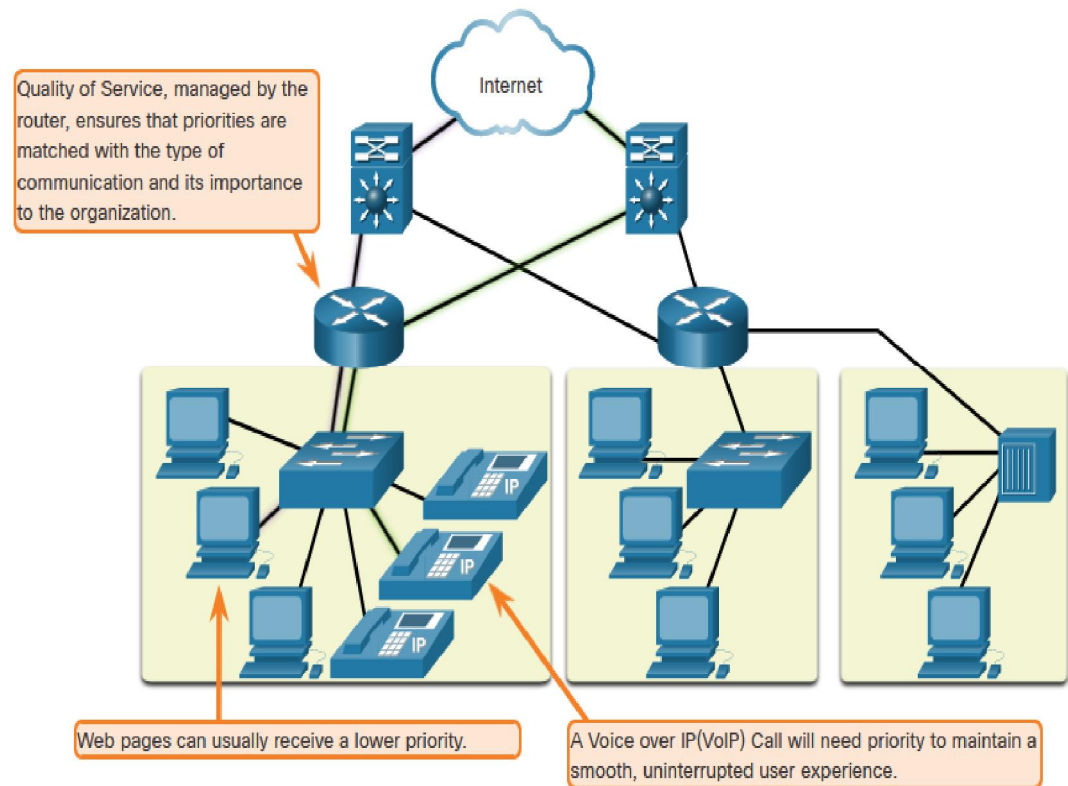 Internet
Quality of Service, managed by the
router, ensures that priorities are
matched with the type of
communication and its importance
to the organization.
IP
IP
IP
Web pages can usually receive a lower priority.
A Voice over IP(VoIP) Call will need priority to maintain a
smooth, uninterrupted user experience.